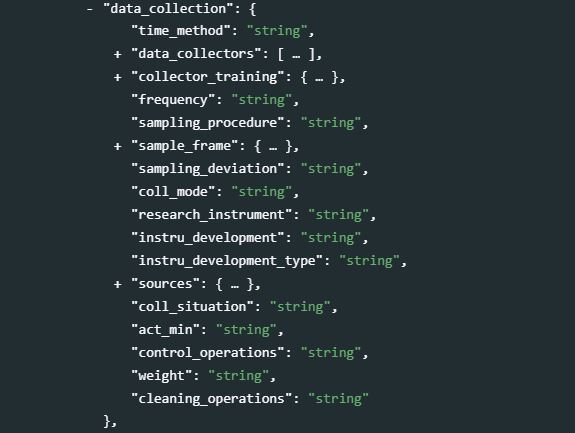 - "data_collection": {
"time_method": "string",
+ "data_collectors": [ … ],
+ "collector_training": { … },
"frequency": "string",
"sampling_procedure": "string",
+ "sample_frame": { … },
"sampling_deviation": "string",
"coll_mode": "string",
"research_instrument": "string",
"instru_development": "string",
"instru_development_type": "string",
+ "sources": { … },
"coll_situation": "string",
"act_min": "string",
"control_operations": "string",
"weight": "string",
"cleaning_operations": "string"
},